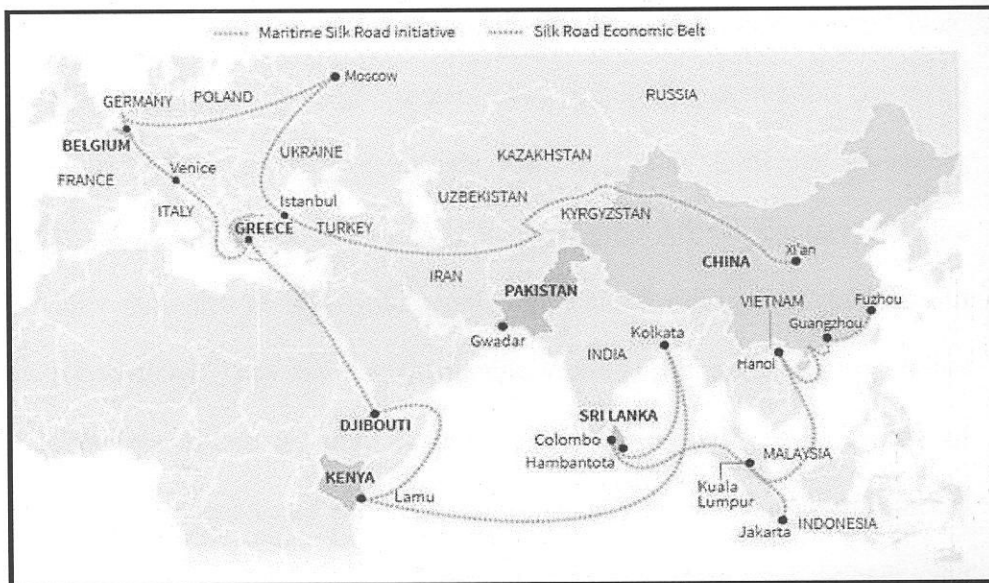 Maritime Silk Road initiative
Silk Road Economic Belt
Moscow
RUSSIA
GERMANY
POLAND
BELGIUM
UKRAINE
KAZAKHSTAN
Venice
FRANCE
UZBEKISTAN
Istanbul
ITALY
KYRGYZSTAN
GREECE
TURKEY
Xi'an
CHINA
IRAN
PAKISTAN
VIETNAM
Fuzhou
Guangzhou
Gwadar
Kolkata
INDIA
Hanoi
DJIBOUTI
SRI LANKA
Colombo
Hambantota
MALAYSIA
KENYA
Lamu
Kuala
Lumpur
Jakarta
INDONESIA